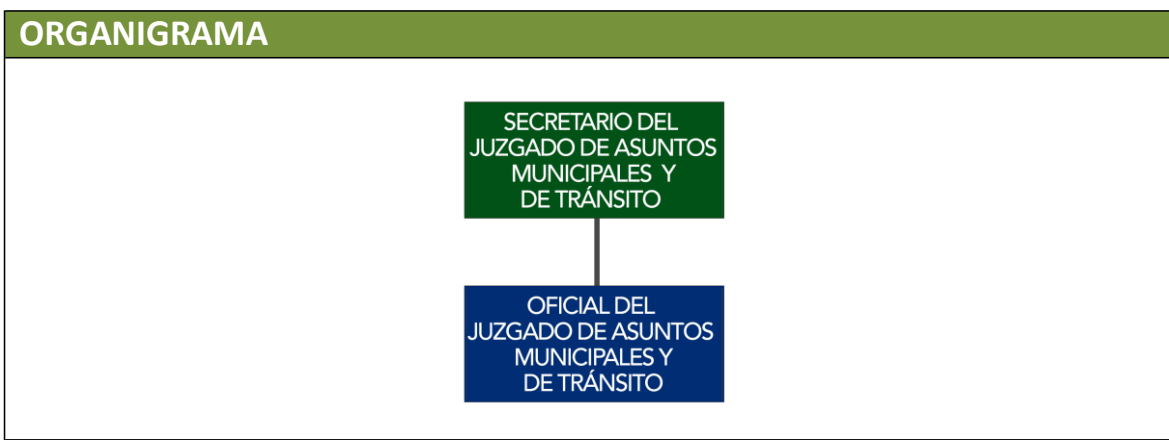 ORGANIGRAMA
SECRETARIO DEL
JUZGADO DE ASUNTOS
MUNICIPALES Y
DE TRÁNSITO
OFICIAL DEL
JUZGADO DE ASUNTOS
MUNICIPALES Y
DE TRÁNSITO